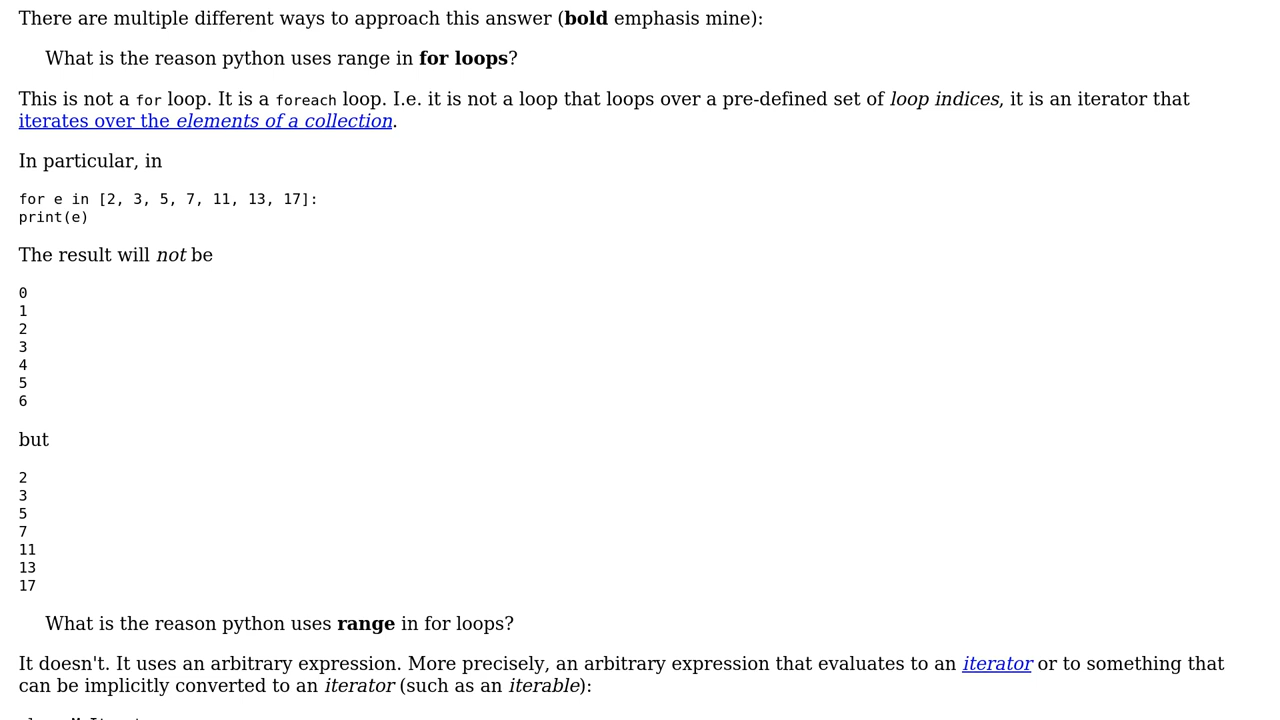 There are multiple different ways to approach this answer (bold emphasis mine):
What is the reason python uses range in for loops?
This is not a for loop. It is a foreach loop. I.e. it is not a loop that loops over a pre-defined set of loop indices, it is an iterator that
iterates over the elements of a collection.
In particular, in
for e in [2, 3, 5, 7, 11, 13, 17]:
print(e)
The result will not be
0
1
2
3
4
5
6
but
2
3
5
7
11
13
17
What is the reason python uses range in for loops?
It doesn't. It uses an arbitrary expression. More precisely, an arbitrary expression that evaluates to an iterator or to something that
can be implicitly converted to an iterator (such as an iterable):